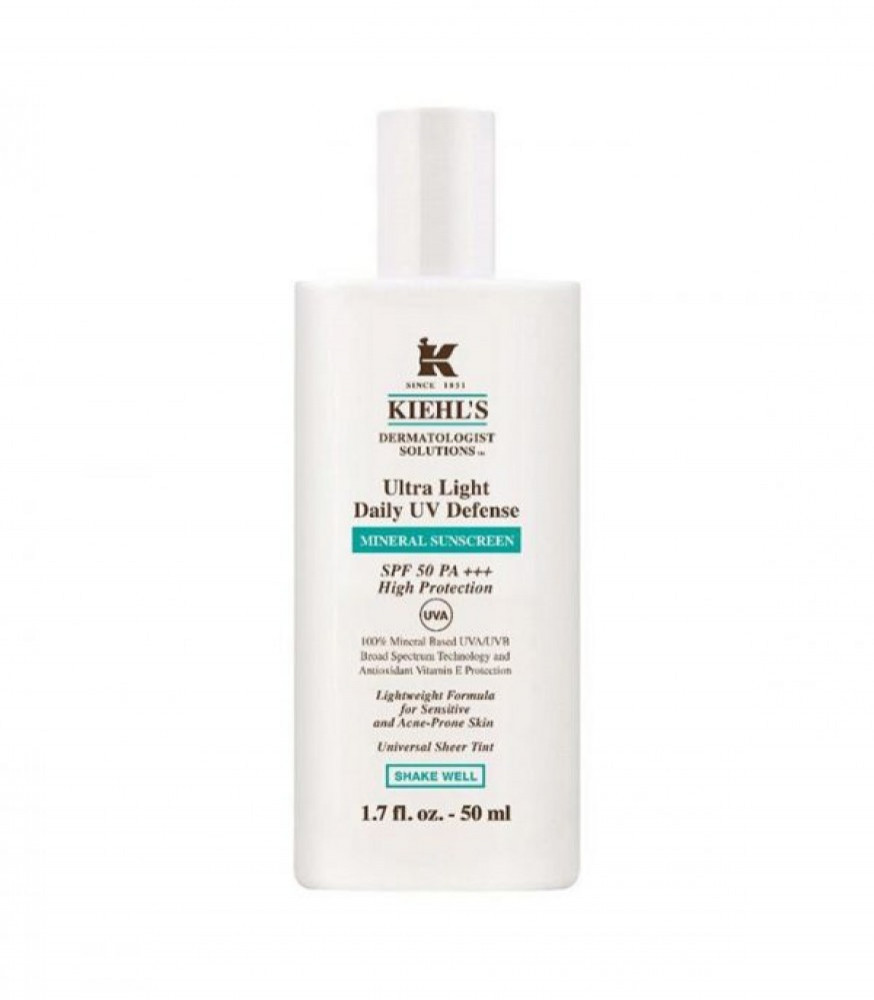 K
SINCE 1851
KIEHL'S
DERMATOLOGIST
SOLUTIONS™
Ultra Light
Daily UV Defense
MINERAL SUNSCREEN
SPF 50 PA +++
High Protection
UVA
100% Mineral Based UVA/UVB
Broad Spectrum Technology and
Antioxidant Vitamin E Protection
Lightweight Formula
for Sensitive
and Acne-Prone Skin
Universal Sheer Tint
SHAKE WELL
1.7 fl. oz. - 50 ml